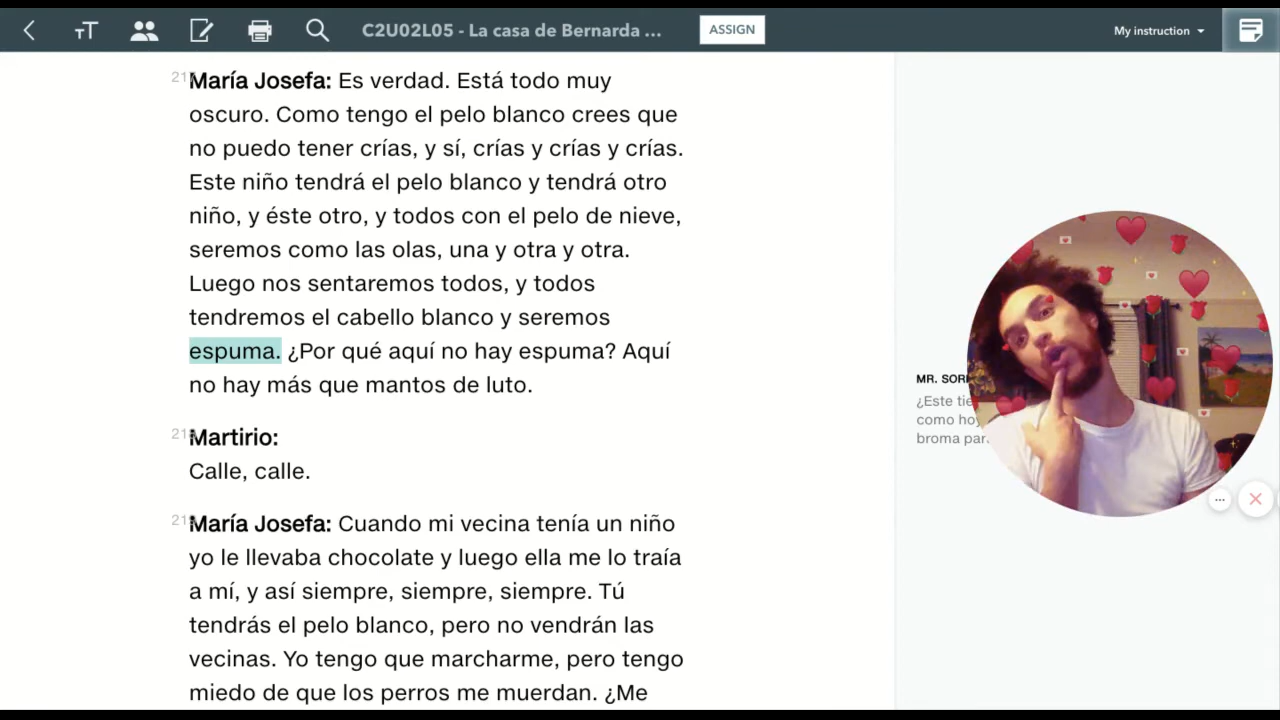 C2U02L05 - La casa de Bernarda ...
ASSIGN
My instruction
María Josefa: Es verdad. Está todo muy
oscuro. Como tengo el pelo blanco crees que
no puedo tener crías, y sí, crías y crías y crías.
Este niño tendrá el pelo blanco y tendrá otro
niño, y éste otro, y todos con el pelo de nieve,
seremos como las olas, una y otra y otra.
Luego nos sentaremos todos, y todos
tendremos el cabello blanco y seremos
espuma. ¿Por qué aquí no hay espuma? Aquí
no hay más que mantos de luto.
Martirio:
Calle, calle.
María Josefa: Cuando mi vecina tenía un niño
yo le llevaba chocolate y luego ella me lo traía
a mí, y así siempre, siempre, siempre. Tú
tendrás el pelo blanco, pero no vendrán las
vecinas. Yo tengo que marcharme, pero tengo
miedo de que los perros me muerdan. ¿Me
MR.
¿Este
como
broma